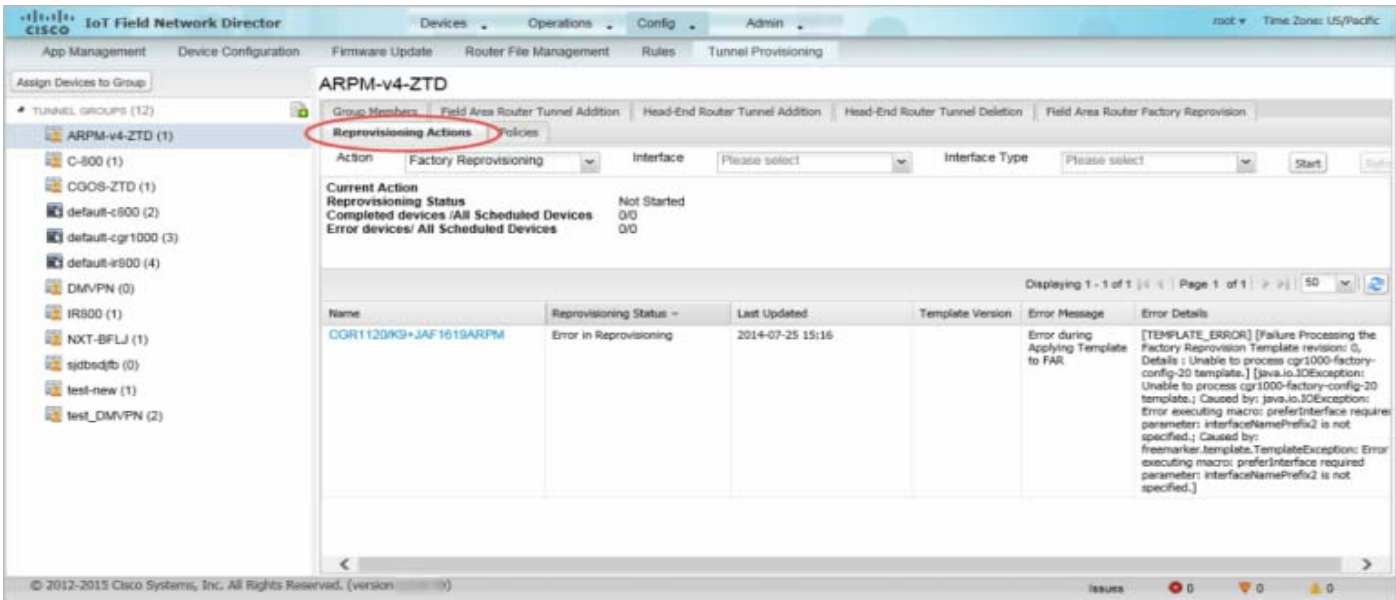 CISCO IoT Field Network Director
Devices Operations Config Admin
root Time Zone: US/Pacific
App Management Device Configuration Firmware Update Router File Management Rules Tunnel Provisioning
Assign Devices to Group
TUNNEL GROUPS (12)
ARPM-v4-ZTD (1)
C-800 (1)
CGOS-ZTD (1)
default-c800 (2)
default-cgr1000 (3)
default-ir800 (4)
DMVPN (0)
IR800 (1)
NXT-BFLJ (1)
sjdbsdjfb (0)
test-new (1)
test_DMVPN (2)
ARPM-v4-ZTD
Group Members Field Area Router Tunnel Addition Head-End Router Tunnel Addition Head-End Router Tunnel Deletion Field Area Router Factory Reprovision
Reprovisioning Actions Policies
Action Factory Reprovisioning Interface Please select Interface Type Please select Start
Current Action
Reprovisioning Status Not Started
Completed devices /All Scheduled Devices 0/0
Error devices/ All Scheduled Devices 0/0
Displaying 1 - 1 of 1 Page 1 of 1 50
Name Reprovisioning Status Last Updated Template Version Error Message Error Details
CGR1120/K9+JAF1619ARPM Error in Reprovisioning 2014-07-25 15:16
Error during
Applying Template
to FAR
[TEMPLATE_ERROR] [Failure Processing the
Factory Reprovision Template revision: 0,
Details : Unable to process cgr1000-factory-
config-20 template.] [java.io.IOException:
Unable to process cgr1000-factory-config-20
template.; Caused by: java.io.IOException:
Error executing macro: preferInterface require
parameter: interfaceNamePrefix2 is not
specified.; Caused by:
freemarker.template.TemplateException: Error
executing macro: preferInterface required
parameter: interfaceNamePrefix2 is not
specified.]
© 2012-2015 Cisco Systems, Inc. All Rights Reserved. (version
Issues 0 0 0